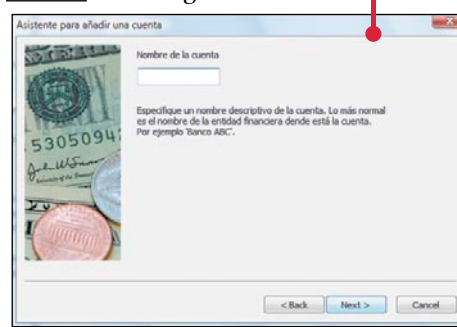 Asistente para añadir una cuenta
Nombre de la cuenta
Especifique un nombre descriptivo de la cuenta. Lo más normal
es el nombre de la entidad financiera dende está la cuenta.
Por ejemplo 'Banco ABC'.
5305094
< Back
Next >
Cancel